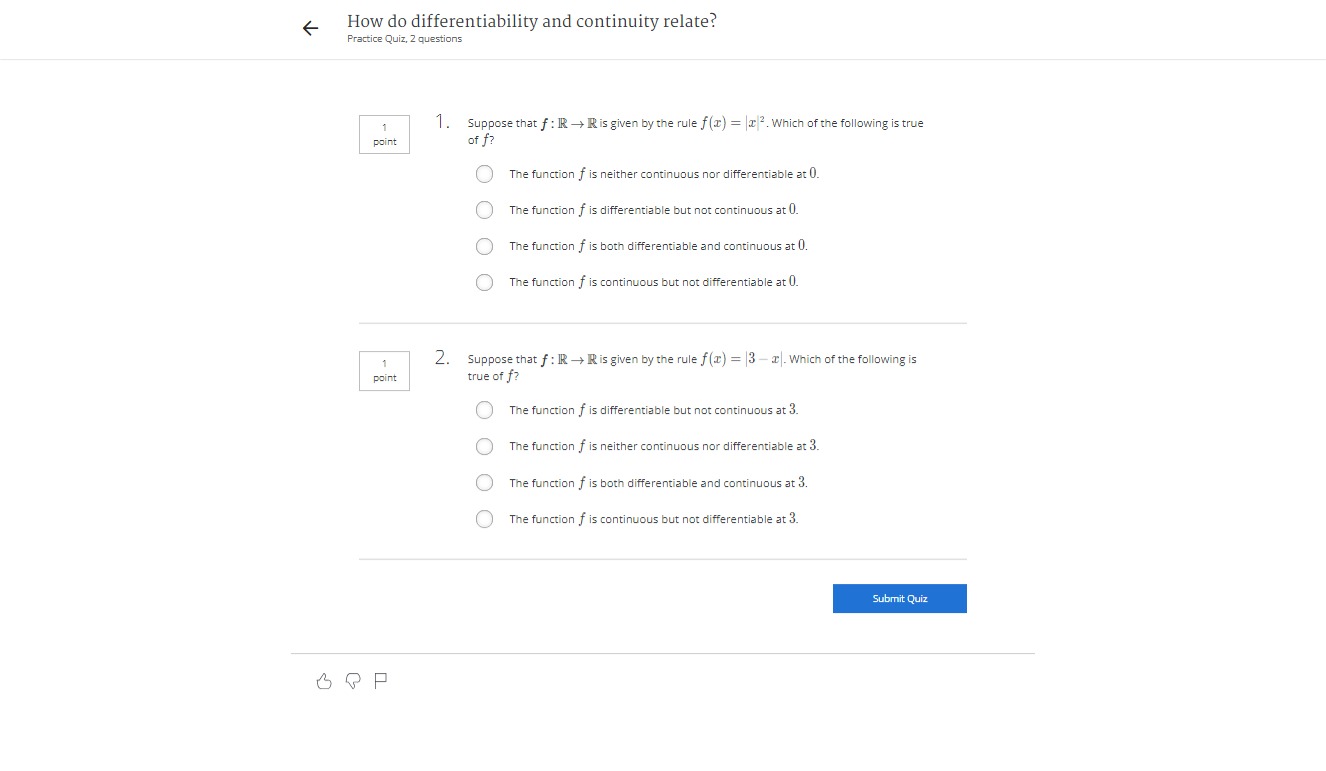 How do differentiability and continuity relate?
Practice Quiz, 2 questions
1
point
1. Suppose that f : ℝ → ℝ is given by the rule f(x) = |x|². Which of the following is true
of f?
The function f is neither continuous nor differentiable at 0.
The function f is differentiable but not continuous at 0.
The function f is both differentiable and continuous at 0.
The function f is continuous but not differentiable at 0.
1
point
2. Suppose that f : ℝ → ℝ is given by the rule f(x) = |3 − x|. Which of the following is
true of f?
The function f is differentiable but not continuous at 3.
The function f is neither continuous nor differentiable at 3.
The function f is both differentiable and continuous at 3.
The function f is continuous but not differentiable at 3.
Submit Quiz